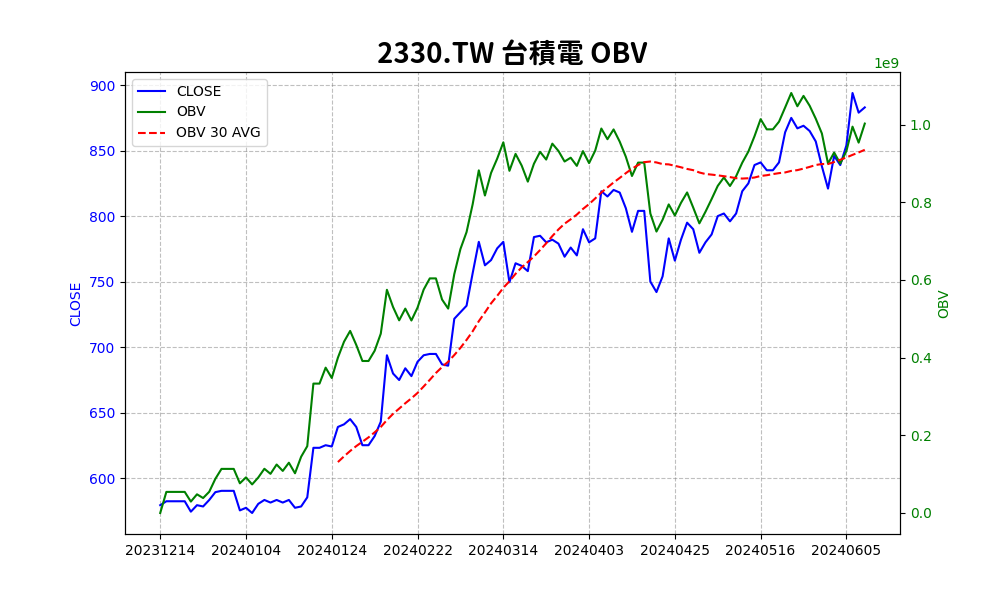 2330.TW 台積電 OBV
1e9
CLOSE
OBV
OBV 30 AVG
900
850
800
750
700
650
600
CLOSE
1.0
0.8
0.6
0.4
0.2
0.0
OBV
20231214 20240104 20240124 20240222 20240314 20240403 20240425 20240516 20240605